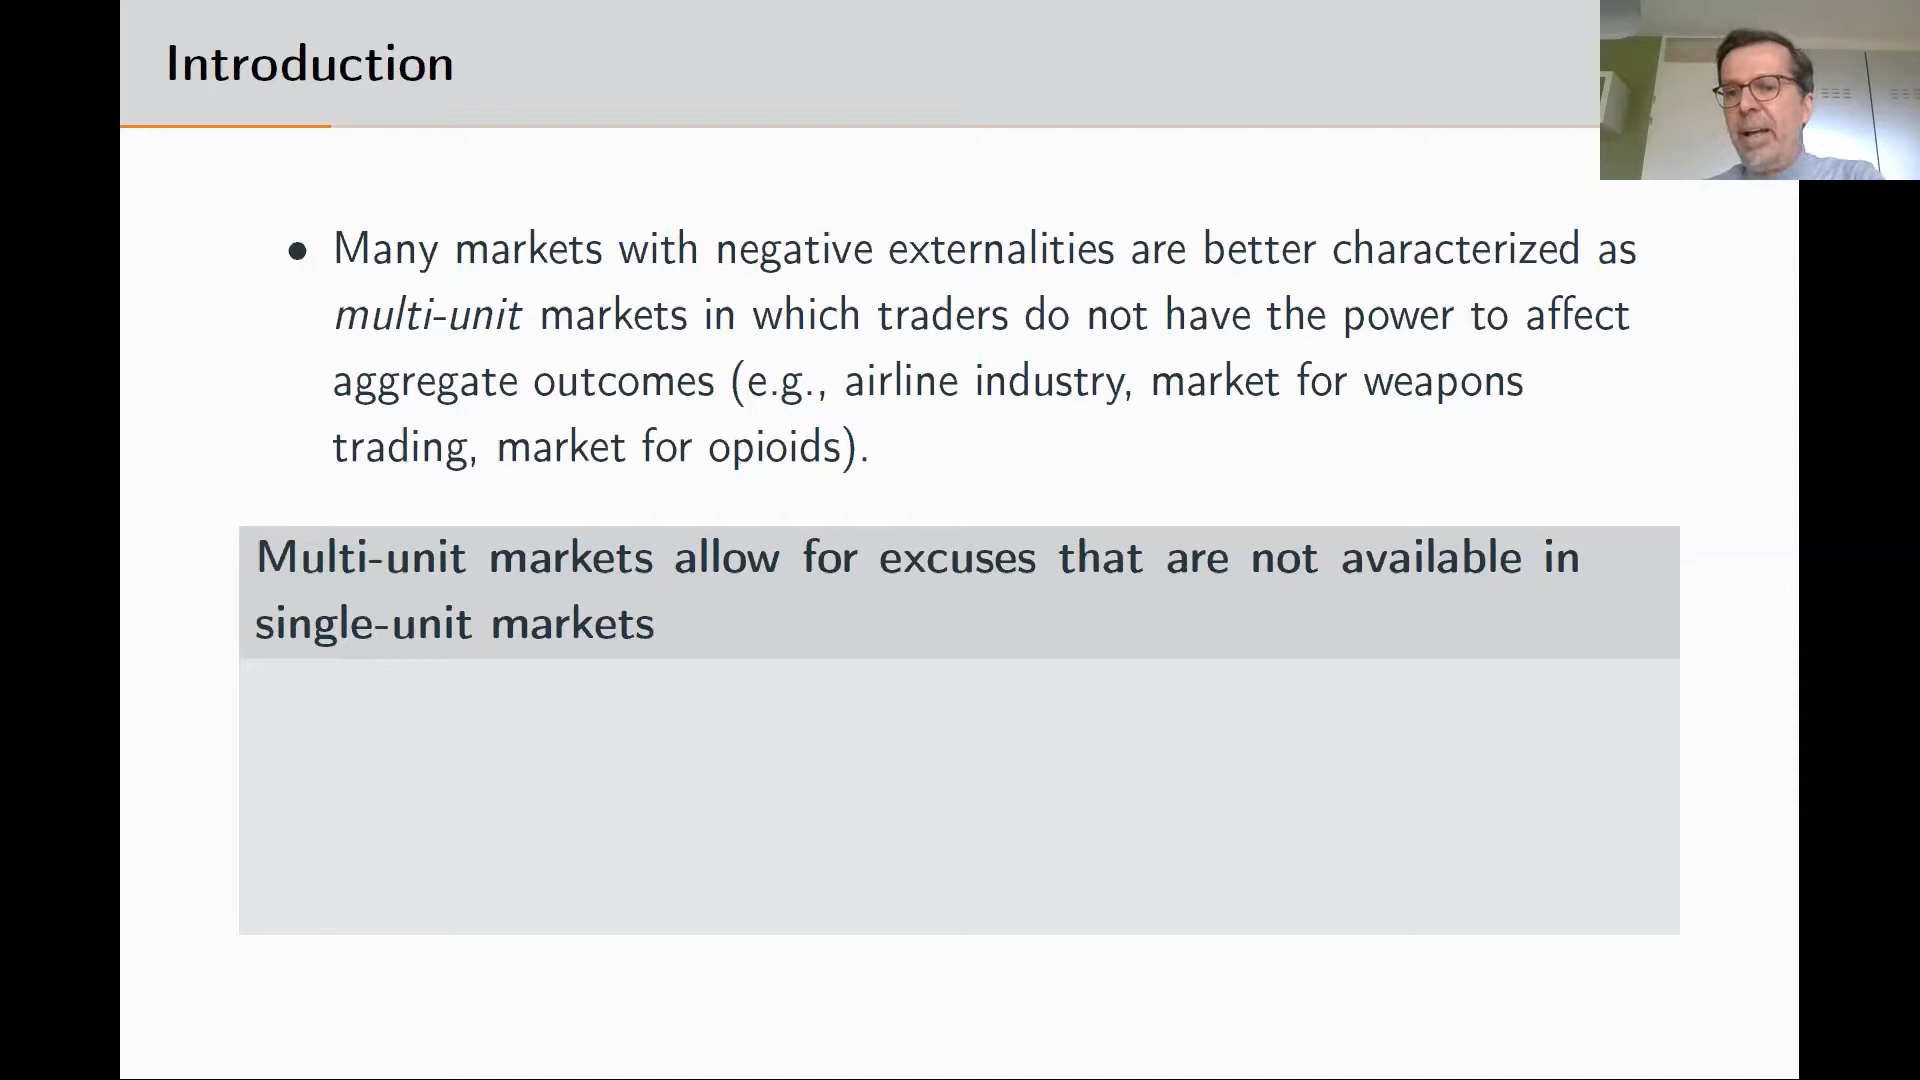 Introduction
• Many markets with negative externalities are better characterized as
multi-unit markets in which traders do not have the power to affect
aggregate outcomes (e.g., airline industry, market for weapons
trading, market for opioids).
Multi-unit markets allow for excuses that are not available in
single-unit markets